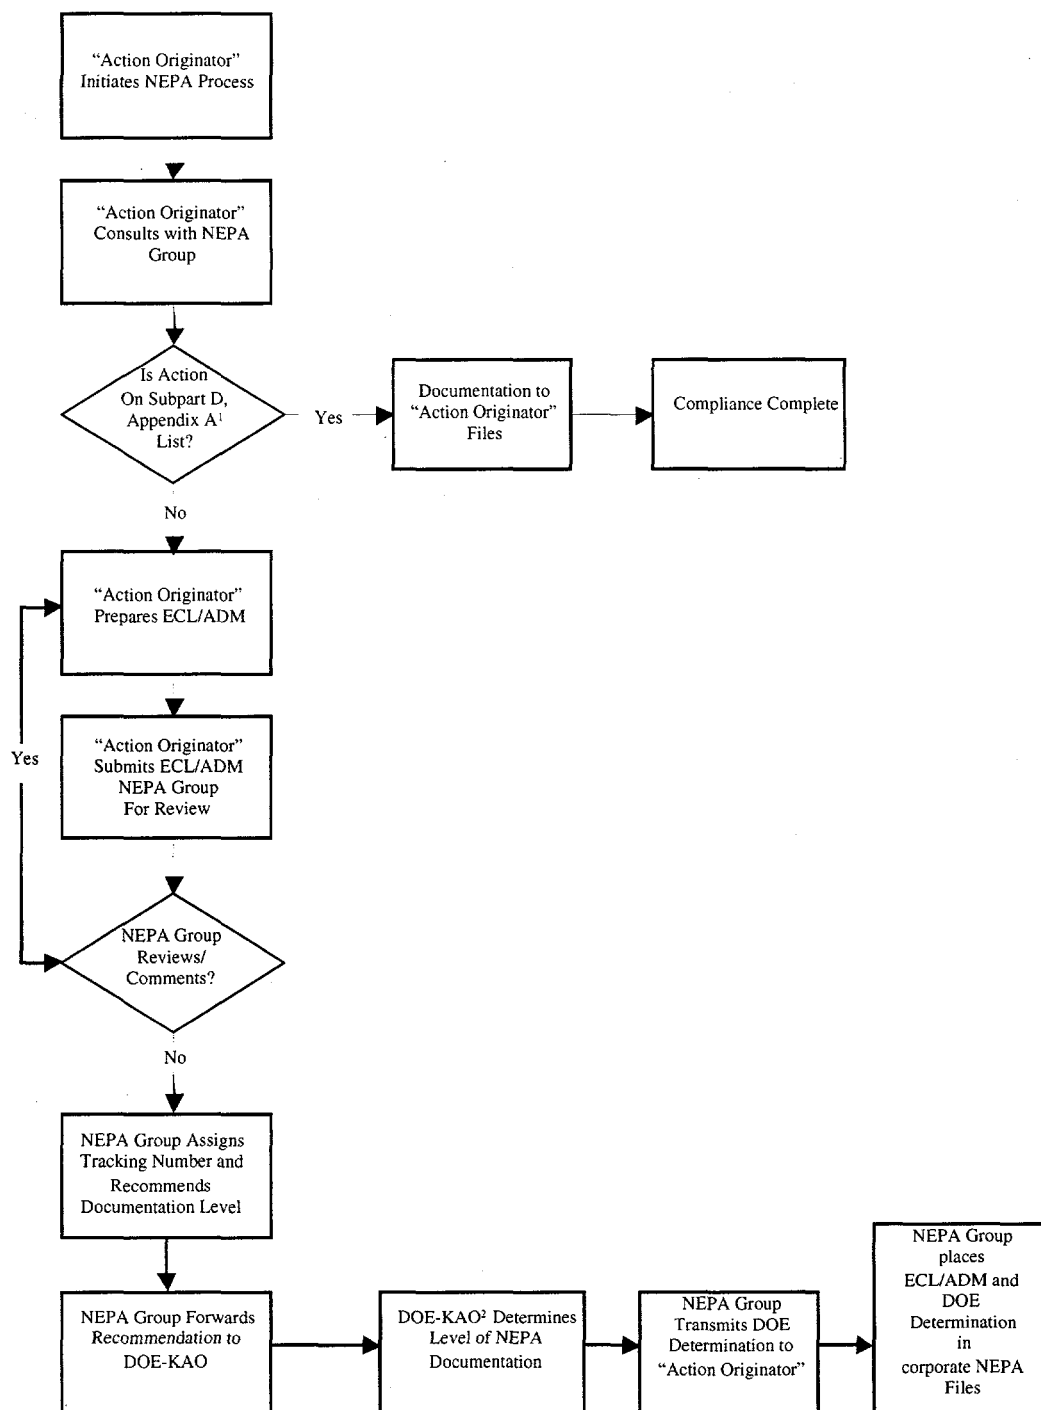 “Action Originator”
Initiates NEPA Process
“Action Originator”
Consults with NEPA
Group
Is Action
On Subpart D,
Appendix A¹
List?
Yes
Documentation to
“Action Originator”
Files
Compliance Complete
No
“Action Originator”
Prepares ECL/ADM
“Action Originator”
Submits ECL/ADM
NEPA Group
For Review
Yes
NEPA Group
Reviews/
Comments?
No
NEPA Group Assigns
Tracking Number and
Recommends
Documentation Level
NEPA Group Forwards
Recommendation to
DOE-KAO
DOE-KAO² Determines
Level of NEPA
Documentation
NEPA Group
Transmits DOE
Determination to
“Action Originator”
NEPA Group
places
ECL/ADM and
DOE
Determination
in
corporate NEPA
Files